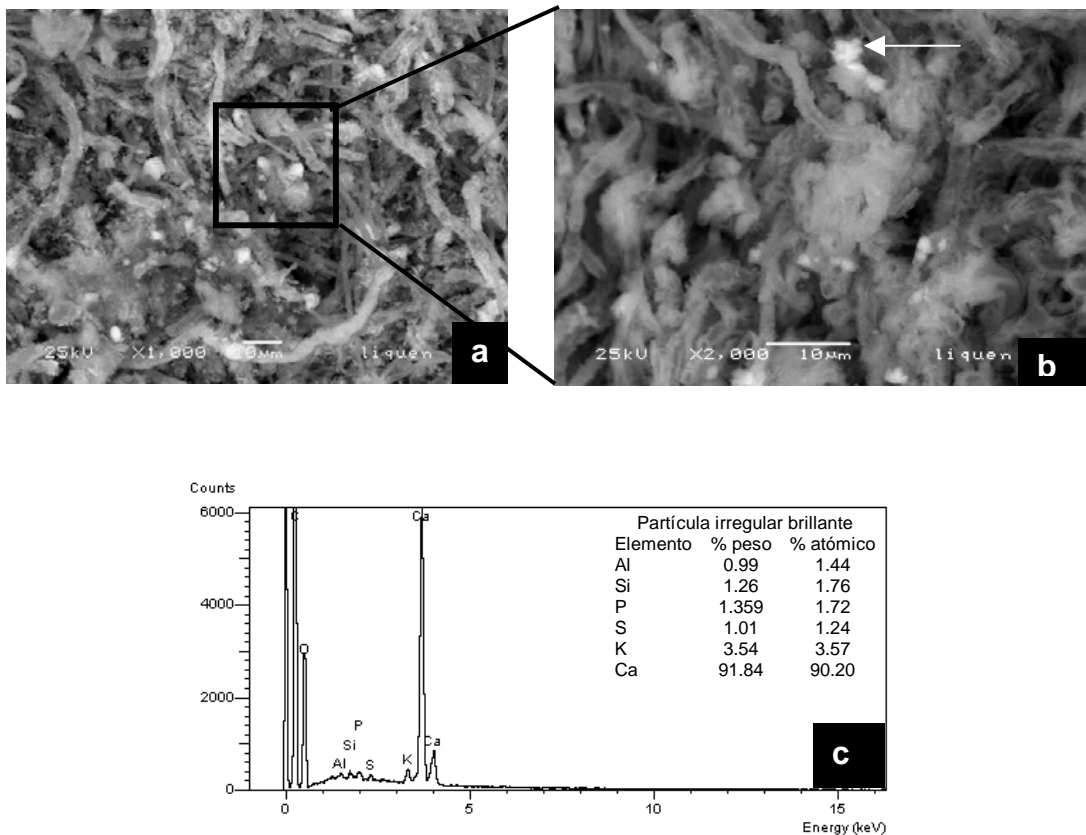 25kV X1,000 10µm liquen a
25kV X2,000 10µm liquen b
Counts
6000
4000
2000
0
C
O
Al
Si
P
S
K
Ca
Ca
0 5 10 15
Energy (keV)
Partícula irregular brillante
Elemento % peso % atómico
Al 0.99 1.44
Si 1.26 1.76
P 1.359 1.72
S 1.01 1.24
K 3.54 3.57
Ca 91.84 90.20
c